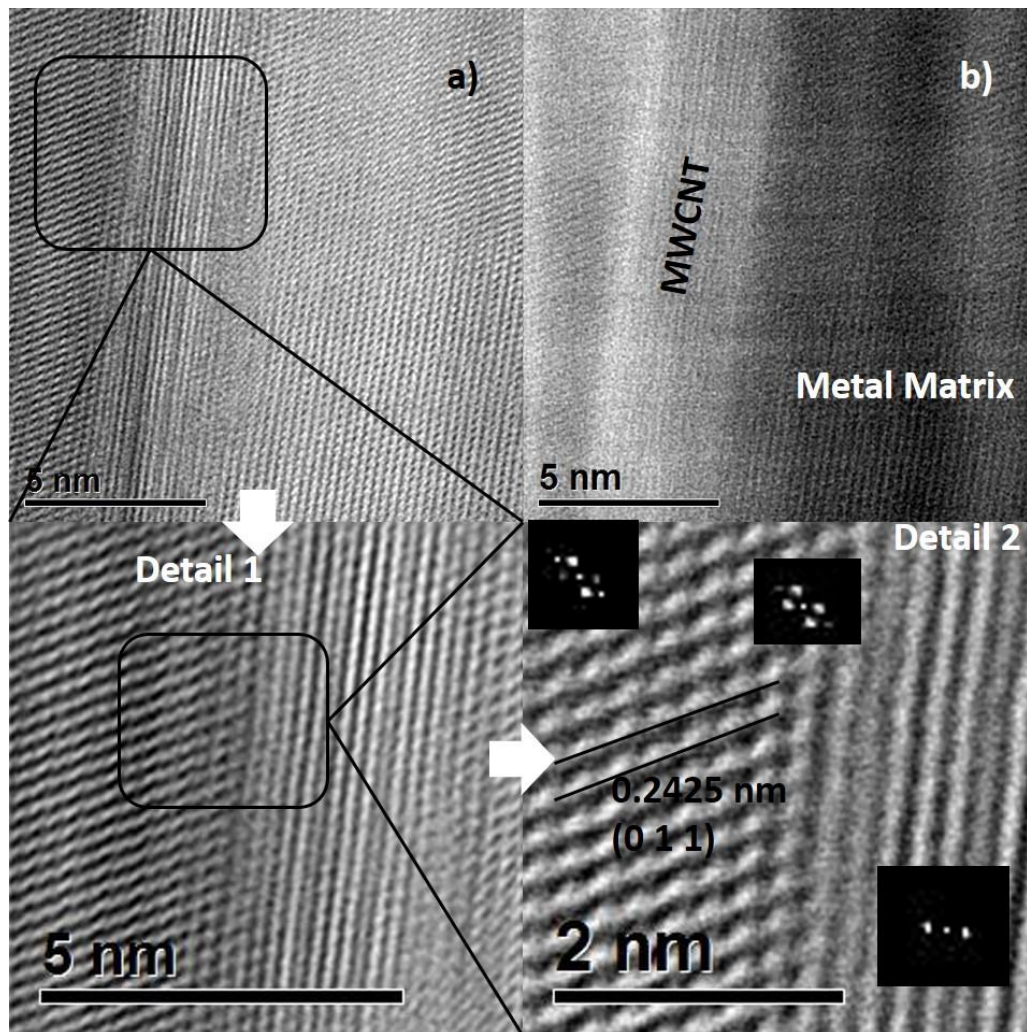 a)
b)
MWCNT
Metal Matrix
5 nm
5 nm
Detail 1
Detail 2
0.2425 nm
(0 1 1)
5 nm
2 nm